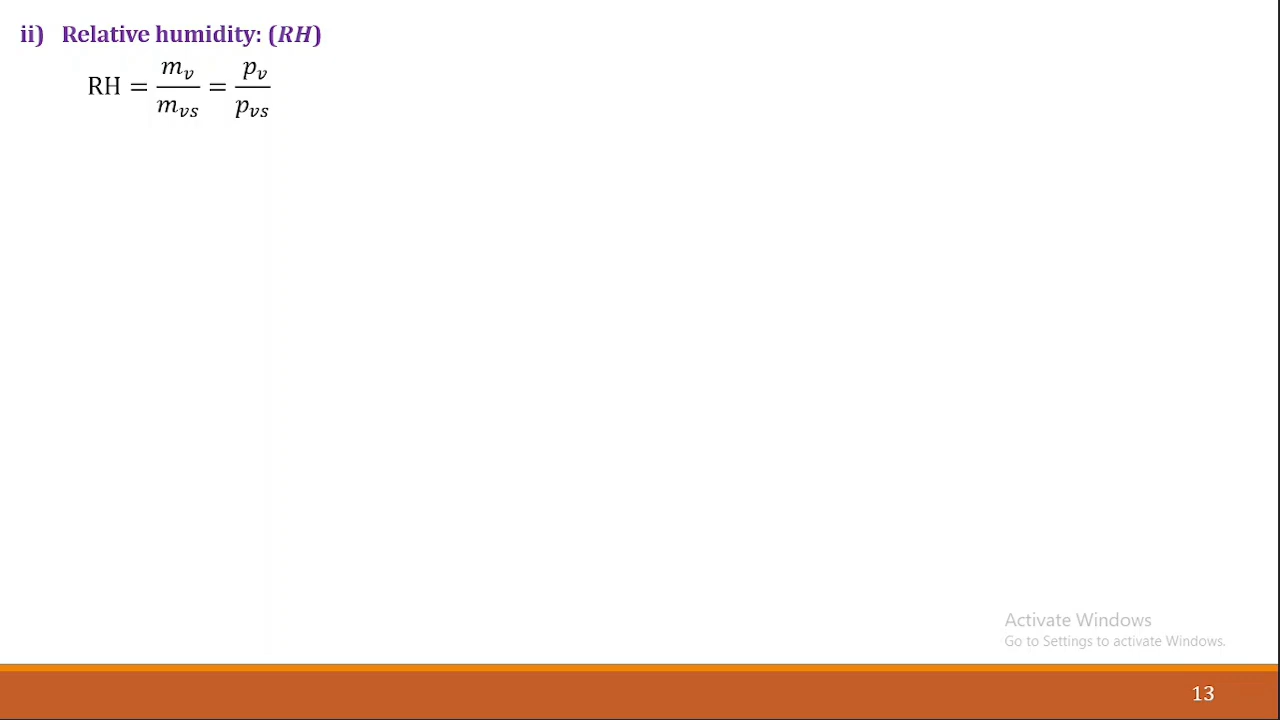 ii) Relative humidity: (RH)
RH = m_v / m_vs = p_v / p_vs
Activate Windows
Go to Settings to activate Windows.
13